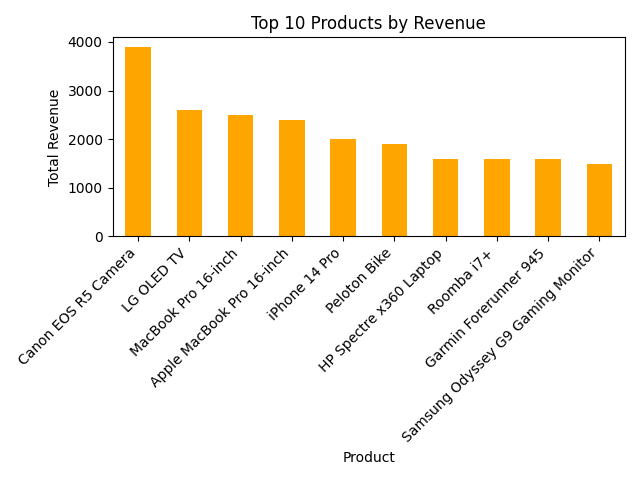 Top 10 Products by Revenue
Total Revenue
4000
3000
2000
1000
0
Canon EOS R5 Camera
LG OLED TV
MacBook Pro 16-inch
Apple MacBook Pro 16-inch
iPhone 14 Pro
Peloton Bike
HP Spectre x360 Laptop
Roomba i7+
Garmin Forerunner 945
Samsung Odyssey G9 Gaming Monitor
Product